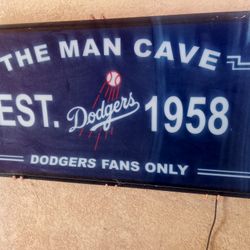 THE MAN CAVE
EST. Dodgers 1958
DODGERS FANS ONLY